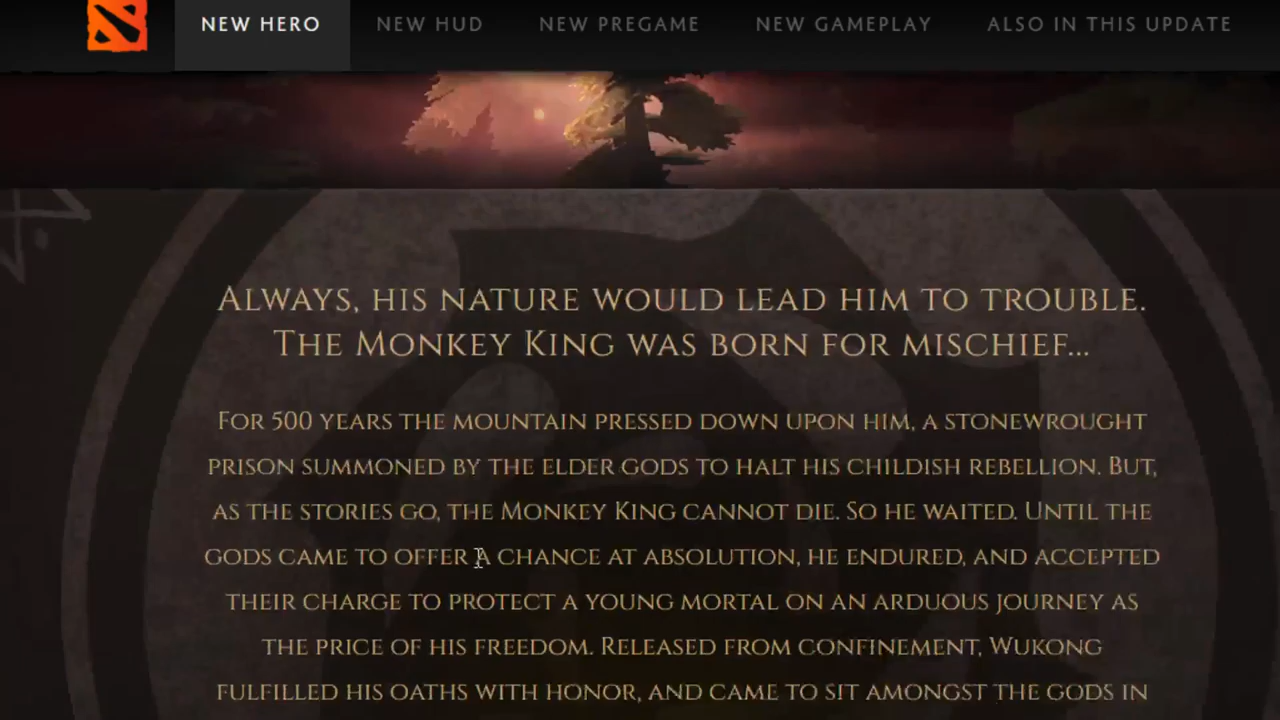 NEW HERO NEW HUD NEW PREGAME NEW GAMEPLAY ALSO IN THIS UPDATE
ALWAYS, HIS NATURE WOULD LEAD HIM TO TROUBLE.
THE MONKEY KING WAS BORN FOR MISCHIEF...
FOR 500 YEARS THE MOUNTAIN PRESSED DOWN UPON HIM, A STONEWROUGHT
PRISON SUMMONED BY THE ELDER GODS TO HALT HIS CHILDISH REBELLION. BUT,
AS THE STORIES GO, THE MONKEY KING CANNOT DIE. SO HE WAITED. UNTIL THE
GODS CAME TO OFFER A CHANCE AT ABSOLUTION, HE ENDURED, AND ACCEPTED
THEIR CHARGE TO PROTECT A YOUNG MORTAL ON AN ARDUOUS JOURNEY AS
THE PRICE OF HIS FREEDOM. RELEASED FROM CONFINEMENT, WUKONG
FULFILLED HIS OATHS WITH HONOR, AND CAME TO SIT AMONGST THE GODS IN